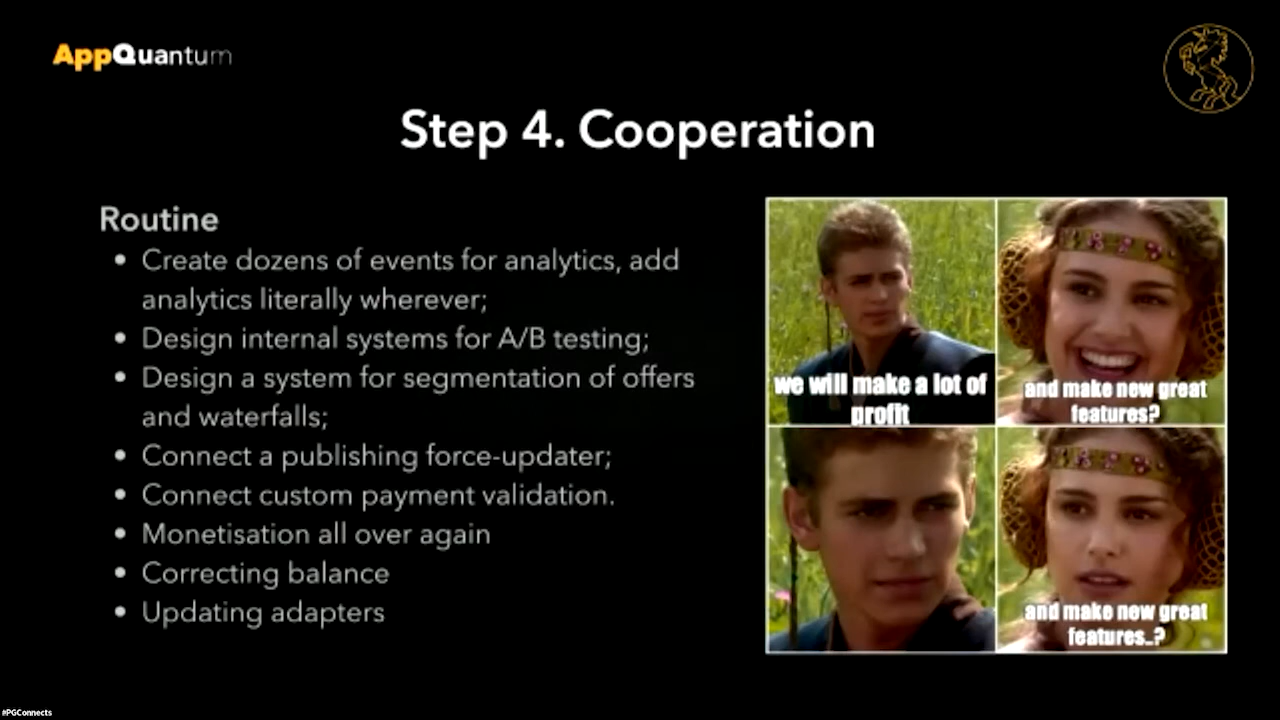 AppQuantum
Step 4. Cooperation
Routine
• Create dozens of events for analytics, add
analytics literally wherever;
• Design internal systems for A/B testing;
• Design a system for segmentation of offers
and waterfalls;
• Connect a publishing force-updater;
• Connect custom payment validation.
• Monetisation all over again
• Correcting balance
• Updating adapters
we will make a lot of
profit
and make new great
features?
and make new great
features..?
#PGConnects